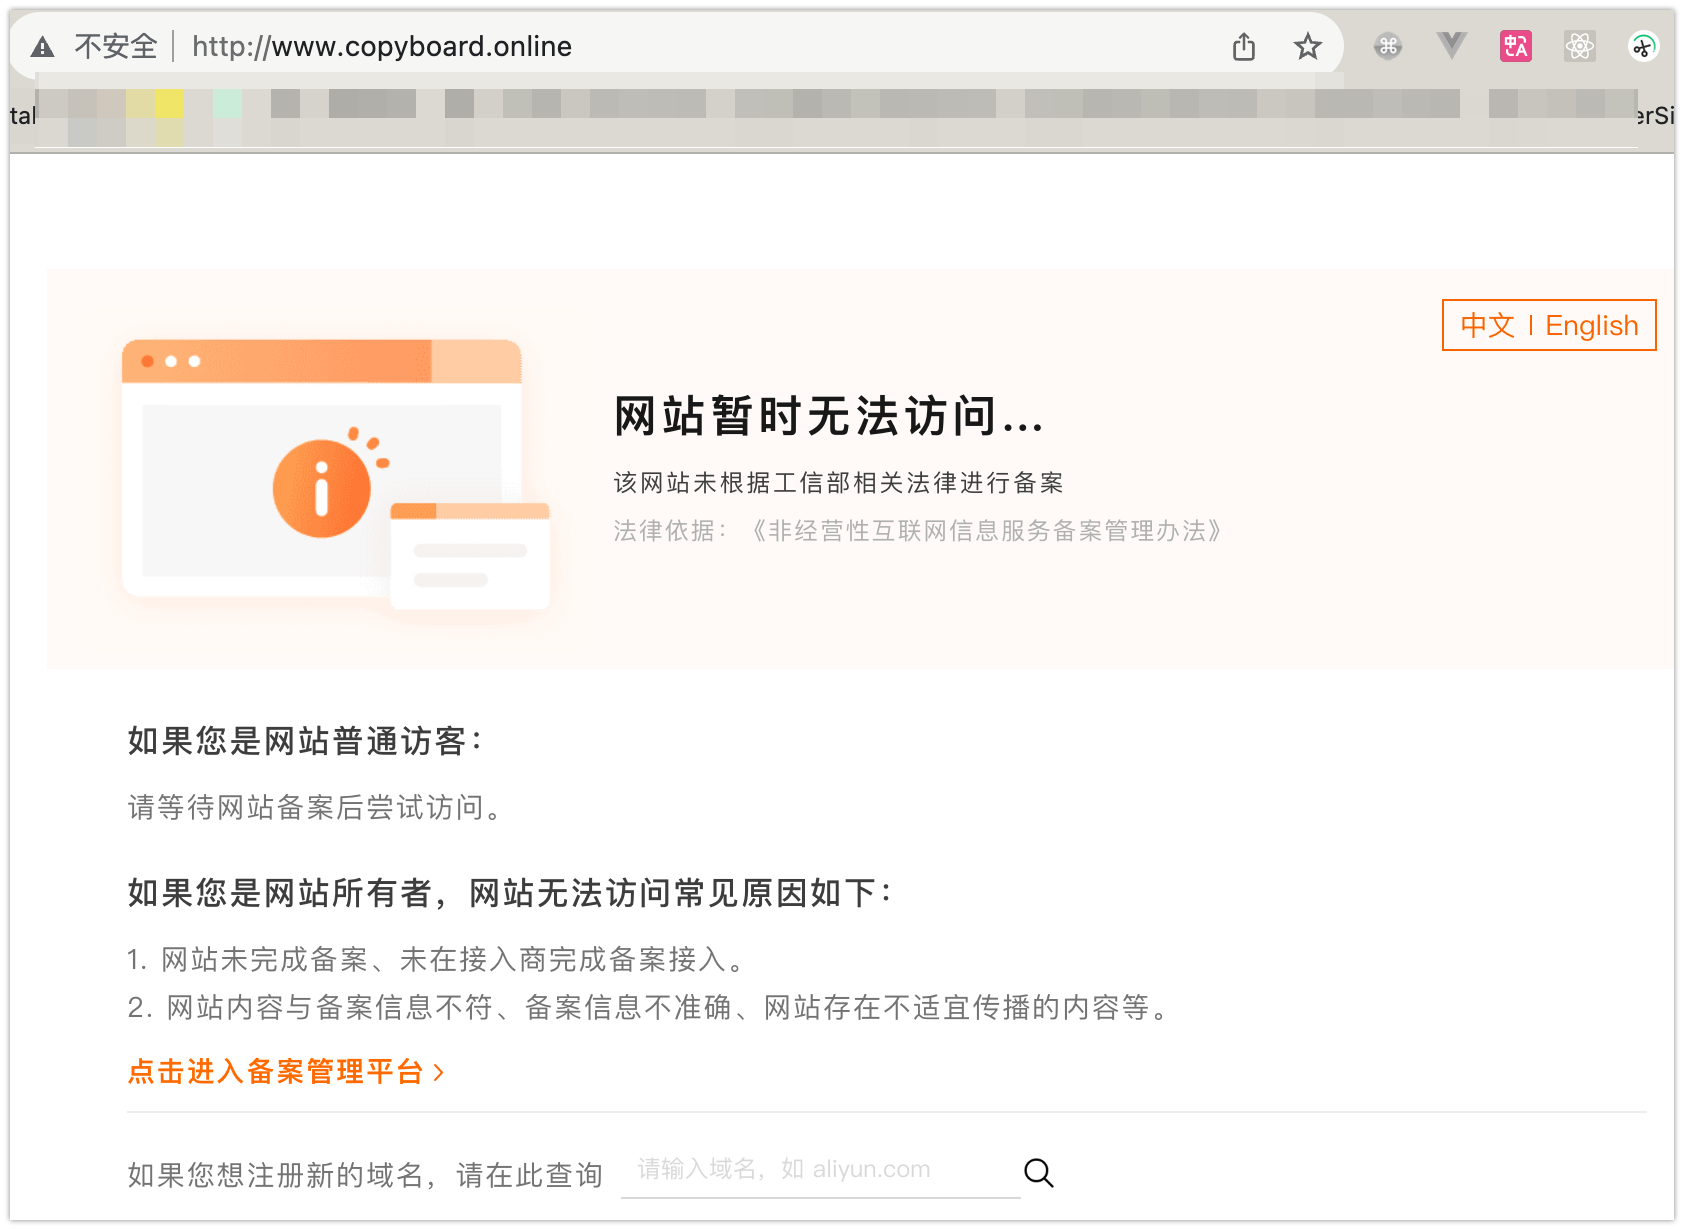 不安全 http://www.copyboard.online
中
A
tal
erSi
中文 | English
网站暂时无法访问...
该网站未根据工信部相关法律进行备案
法律依据：《非经营性互联网信息服务备案管理办法》
如果您是网站普通访客：
请等待网站备案后尝试访问。
如果您是网站所有者，网站无法访问常见原因如下：
1. 网站未完成备案、未在接入商完成备案接入。
2. 网站内容与备案信息不符、备案信息不准确、网站存在不适宜传播的内容等。
点击进入备案管理平台 >
如果您想注册新的域名，请在此查询 请输入域名，如 aliyun.com